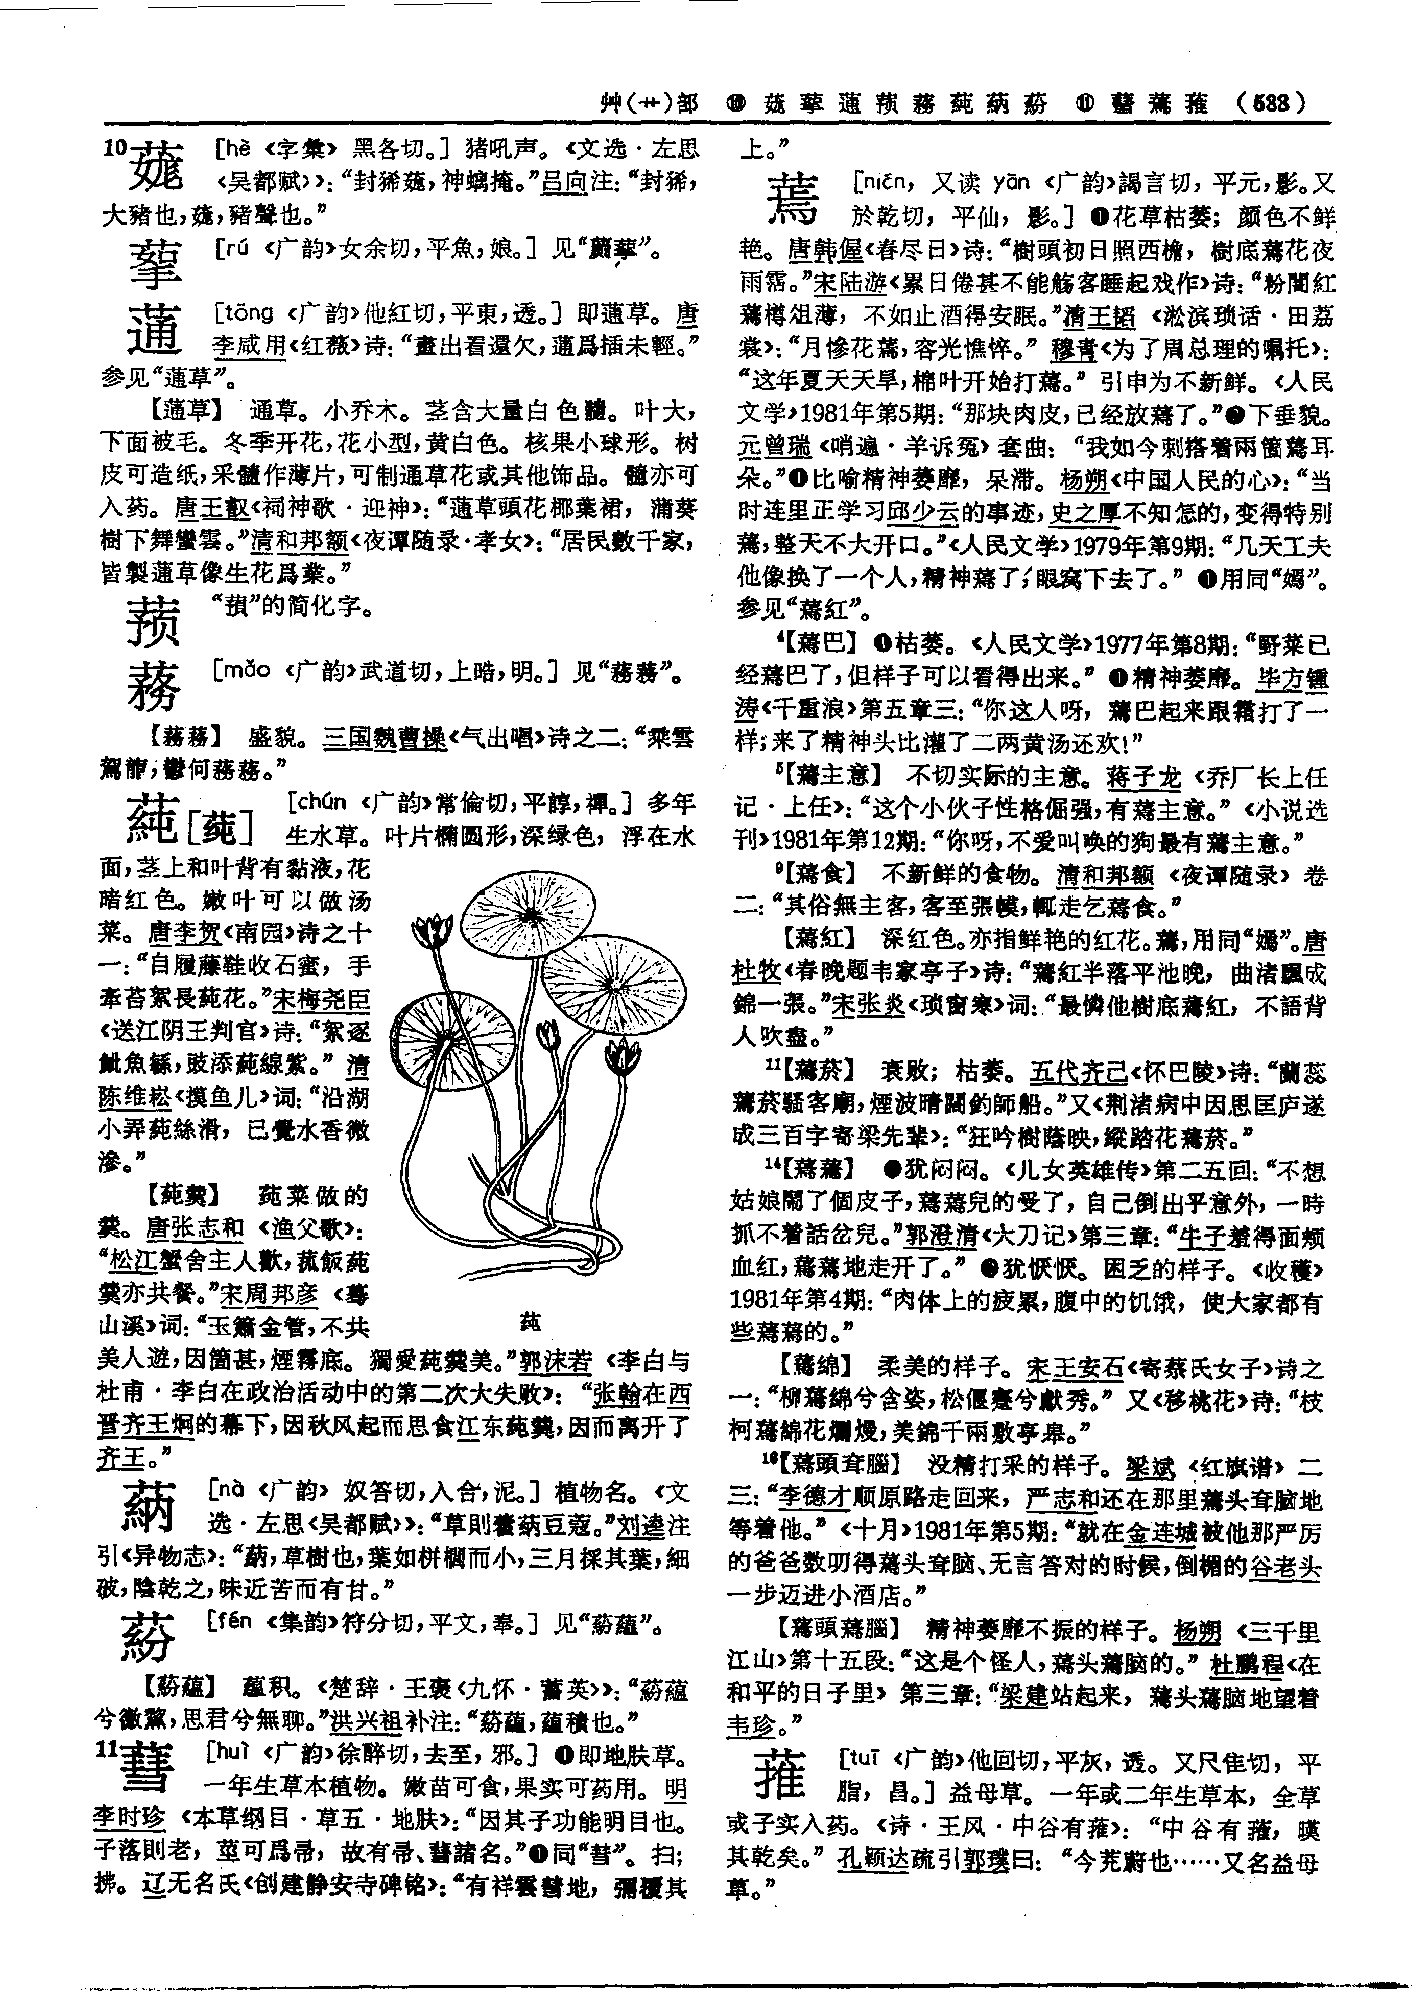 艸(艹)部 ⑩ 蓩蒓蒳蒶 ⑪ 蔧蔫蓷 (533)
10 [hè 《字彙》 黑各切。] 猪吼声。《文选·左思
《吴都赋》》：“封豨，神螭掩。”吕向注：“封豨，
大豬也，豬聲也。”
[rú 《广韵》女余切，平魚，娘。] 见“”。
蓪 [tōng 《广韵》他紅切，平東，透。] 即蓪草。唐
李咸用《红薇》诗：“畫出看還欠，蓪爲插未輕。”
参见“蓪草”。
【蓪草】 通草。小乔木。茎含大量白色髓。叶大，
下面被毛。冬季开花，花小型，黄白色。核果小球形。树
皮可造纸，采髓作薄片，可制通草花或其他饰品。髓亦可
入药。唐王叡《祠神歌·迎神》：“蓪草頭花椰葉裙，蒲葵
樹下舞蠻雲。”清和邦额《夜谭随录·孝女》：“居民數千家，
皆製蓪草像生花爲業。”
“蘋”的简化字。
蓩 [mǎo 《广韵》武道切，上晧，明。] 见“蓩蓩”。
【蓩蓩】 盛貌。三国魏曹操《气出唱》诗之二：“乘雲
駕龍，鬱何蓩蓩。”
蒓[莼] [chún 《广韵》常倫切，平諄，禪。] 多年
生水草。叶片椭圆形，深绿色，浮在水
面，茎上和叶背有黏液，花
暗红色。嫩叶可以做汤
菜。唐李贺《南园》诗之十
一：“自履藤鞋收石蜜，手
牽苔絮長蒓花。”宋梅尧臣
《送江阴王判官》诗：“絮逐
魚繇，豉添蒓線紫。” 清
陈维崧《摸鱼儿》词：“沿湖
小弄蒓絲滑，已覺水香微
滲。”
【蒓羹】 莼菜做的
羹。唐张志和《渔父歌》：
“松江蟹舍主人歡，菰飯蒓
羹亦共餐。”宋周邦彦《蓦
山溪》词：“玉簫金管，不共
美人遊，因箇甚，煙霧底。獨愛蒓羹美。”郭沫若《李白与
杜甫·李白在政治活动中的第二次大失败》：“张翰在西
晋齐王炯的幕下，因秋风起而思食江东莼羹，因而离开了
齐王。”
莼
蒳 [nà 《广韵》 奴答切，入合，泥。] 植物名。《文
选·左思《吴都赋》》：“草則藿蒳豆蔻。”刘逵注
引《异物志》：“蒳，草樹也，葉如栟櫚而小，三月採其葉，細
破，陰乾之，味近苦而有甘。”
蒶 [fén 《集韵》符分切，平文，奉。] 见“蒶蕴”。
【蒶蕴】 蕴积。《楚辞·王褒《九怀·蓄英》》：“蒶蕴
兮黴黧，思君兮無聊。”洪兴祖补注：“蒶蕴，蕴積也。”
11 蔧 [huì 《广韵》徐醉切，去至，邪。] ❶即地肤草。
一年生草本植物。嫩苗可食，果实可药用。明
李时珍《本草纲目·草五·地肤》：“因其子功能明目也。
子落則老，莖可爲帚，故有帚、蔧諸名。”❷同“彗”。扫；
拂。辽无名氏《创建静安寺碑铭》：“有祥雲蔧地，彌覆其
上。”
蔫 [niān，又读 yān 《广韵》謁言切，平元，影。又
於乾切，平仙，影。] ❶花草枯萎；颜色不鲜
艳。唐韩偓《春尽日》诗：“樹頭初日照西檐，樹底蔫花夜
雨霑。”宋陆游《累日倦甚不能觞客睡起戏作》诗：“粉闇紅
蔫樽俎薄，不如止酒得安眠。”清王韬《淞滨琐话·田荔
裳》：“月惨花蔫，容光憔悴。” 穆青《为了周总理的嘱托》：
“这年夏天天旱，棉叶开始打蔫。” 引申为不新鲜。《人民
文学》1981年第5期：“那块肉皮，已经放蔫了。”❷下垂貌。
元曾瑞《哨遍·羊诉冤》套曲：“我如今刺搭着兩箇蔫耳
朵。”❸比喻精神萎靡，呆滞。杨朔《中国人民的心》：“当
时连里正学习邱少云的事迹，史之厚不知怎的，变得特别
蔫，整天不大开口。”《人民文学》1979年第9期：“几天工夫
他像换了一个人，精神蔫了，眼窝下去了。” ❹用同“嫣”。
参见“蔫紅”。
4【蔫巴】 ❶枯萎。《人民文学》1977年第8期：“野菜已
经蔫巴了，但样子可以看得出来。” ❷精神萎靡。毕方锺
涛《千重浪》第五章三：“你这人呀，蔫巴起来跟霜打了一
样；来了精神头比灌了二两黄汤还欢！”
5【蔫主意】 不切实际的主意。蒋子龙《乔厂长上任
记·上任》：“这个小伙子性格倔强，有蔫主意。”《小说选
刊》1981年第12期：“你呀，不爱叫唤的狗最有蔫主意。”
9【蔫食】 不新鲜的食物。清和邦额《夜谭随录》卷
二：“其俗無主客，客至張幙，輒走乞蔫食。”
【蔫紅】 深红色。亦指鲜艳的红花。蔫，用同“嫣”。唐
杜牧《春晚题韦家亭子》诗：“蔫紅半落平池晚，曲渚飄成
錦一張。”宋张炎《琐窗寒》词：“最憐他樹底蔫紅，不語背
人吹盡。”
11【蔫菸】 衰败；枯萎。五代齐己《怀巴陵》诗：“蘭蕊
蔫菸騷客廟，煙波晴闊釣師船。”又《荆渚病中因思匡庐遂
成三百字寄梁先辈》：“狂吟樹蔭映，縱踏花蔫菸。”
14【蔫蔫】 ❶犹闷闷。《儿女英雄传》第二五回：“不想
姑娘鬧了個皮子，蔫蔫兒的受了，自己倒出乎意外，一時
抓不着話岔兒。”郭澄清《大刀记》第三章：“牛子羞得面颊
血红，蔫蔫地走开了。” ❷犹恹恹。困乏的样子。《收穫》
1981年第4期：“肉体上的疲累，腹中的饥饿，使大家都有
些蔫蔫的。”
【蔫绵】 柔美的样子。宋王安石《寄蔡氏女子》诗之
一：“柳蔫綿兮含姿，松偃蹇兮獻秀。” 又《移桃花》诗：“枝
柯蔫綿花爛熳，美錦千兩敷亭皋。”
16【蔫頭耷腦】 没精打采的样子。梁斌《红旗谱》二
三：“李德才顺原路走回来，严志和还在那里蔫头耷脑地
等着他。”《十月》1981年第5期：“就在金连城被他那严厉
的爸爸数叨得蔫头耷脑、无言答对的时候，倒楣的谷老头
一步迈进小酒店。”
【蔫頭蔫腦】 精神萎靡不振的样子。杨朔《三千里
江山》第十五段：“这是个怪人，蔫头蔫脑的。” 杜鹏程《在
和平的日子里》第三章：“梁建站起来，蔫头蔫脑地望着
韦珍。”
蓷 [tuī 《广韵》他回切，平灰，透。又尺隹切，平
脂，昌。] 益母草。一年或二年生草本，全草
或子实入药。《诗·王风·中谷有蓷》：“中谷有蓷，暵
其乾矣。” 孔颖达疏引郭璞曰：“今茺蔚也……又名益母
草。”